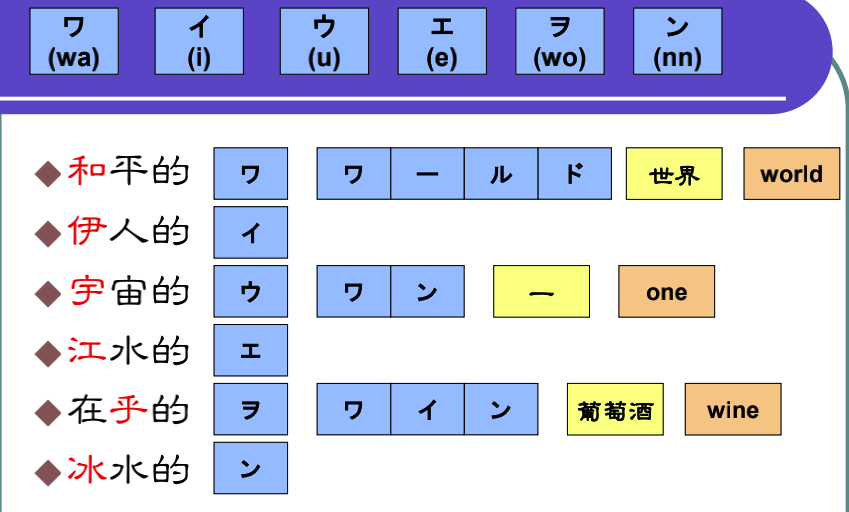 ワ イ ウ エ ヲ ン
(wa) (i) (u) (e) (wo) (nn)
和平的 ワ ワ ー ル ド 世界 world
伊人的 イ
宇宙的 ウ ワ ン 一 one
江水的 エ
在乎的 ヲ ワ イ ン 葡萄酒 wine
冰水的 ン